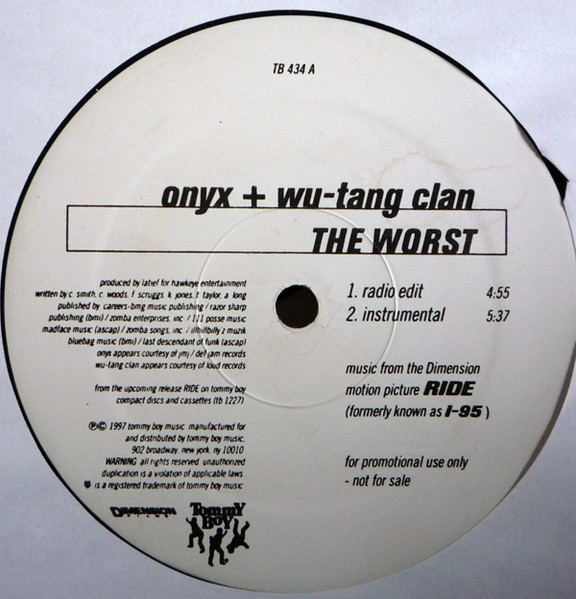 TB 434 A
onyx + wu-tang clan
THE WORST
1. radio edit 4:55
2. instrumental 5:37
music from the Dimension
motion picture RIDE
(formerly known as I-95 )
for promotional use only
- not for sale
produced by latief for hawkeye entertainment
written by c. smith, c. woods, f scruggs, k jones, t taylor, a long
published by careers-bmg music publishing / razor sharp
publishing (bmi) / zomba enterprises, inc / 111 posse music
madface music (ascap) / zomba songs, inc. / illhillbilly'z muzik
bluebag music (bmi) / last descendant of funk (ascap)
onyx appears courtesy of jmj / def jam records
wu-tang clan appears courtesy of loud records
from the upcoming release RIDE on tommy boy
compact discs and cassettes (tb 1227)
℗© 1997 tommy boy music manufactured for
and distributed by tommy boy music,
902 broadway, new york, ny 10010
WARNING all rights reserved unauthorized
duplication is a violation of applicable laws
is a registered trademark of tommy boy music
DIMENSION
TOMMY
BOY